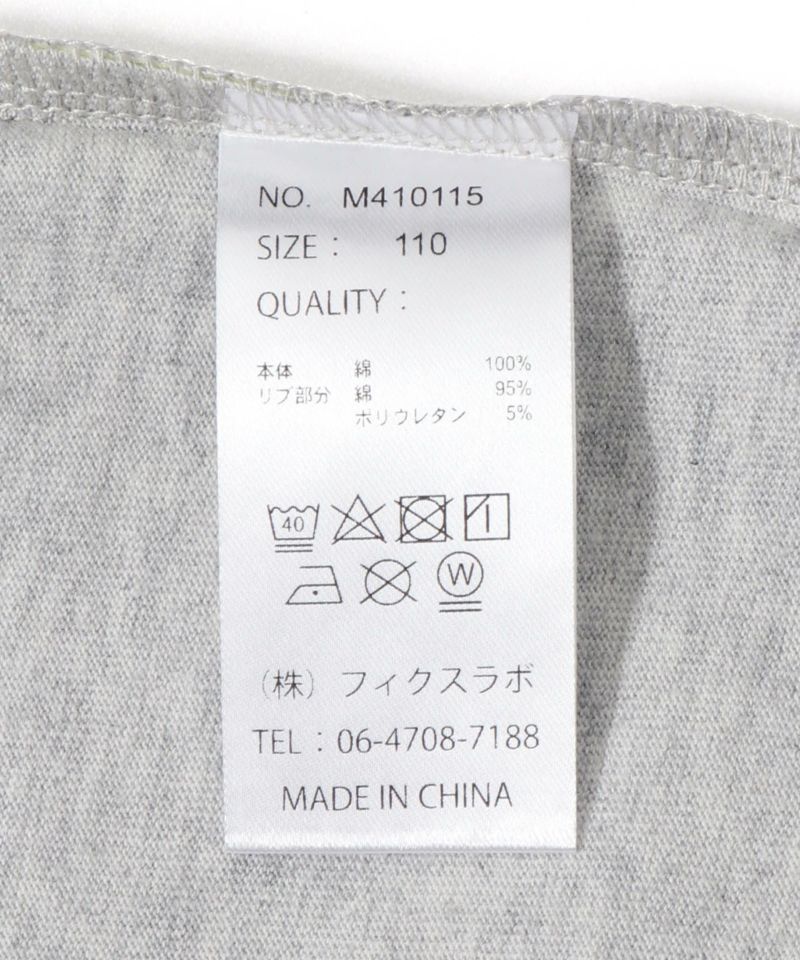 NO. M410115
SIZE： 110
QUALITY：
本体 綿 100%
リブ部分 綿 95%
ポリウレタン 5%
40
W
（株）フィクスラボ
TEL：06-4708-7188
MADE IN CHINA